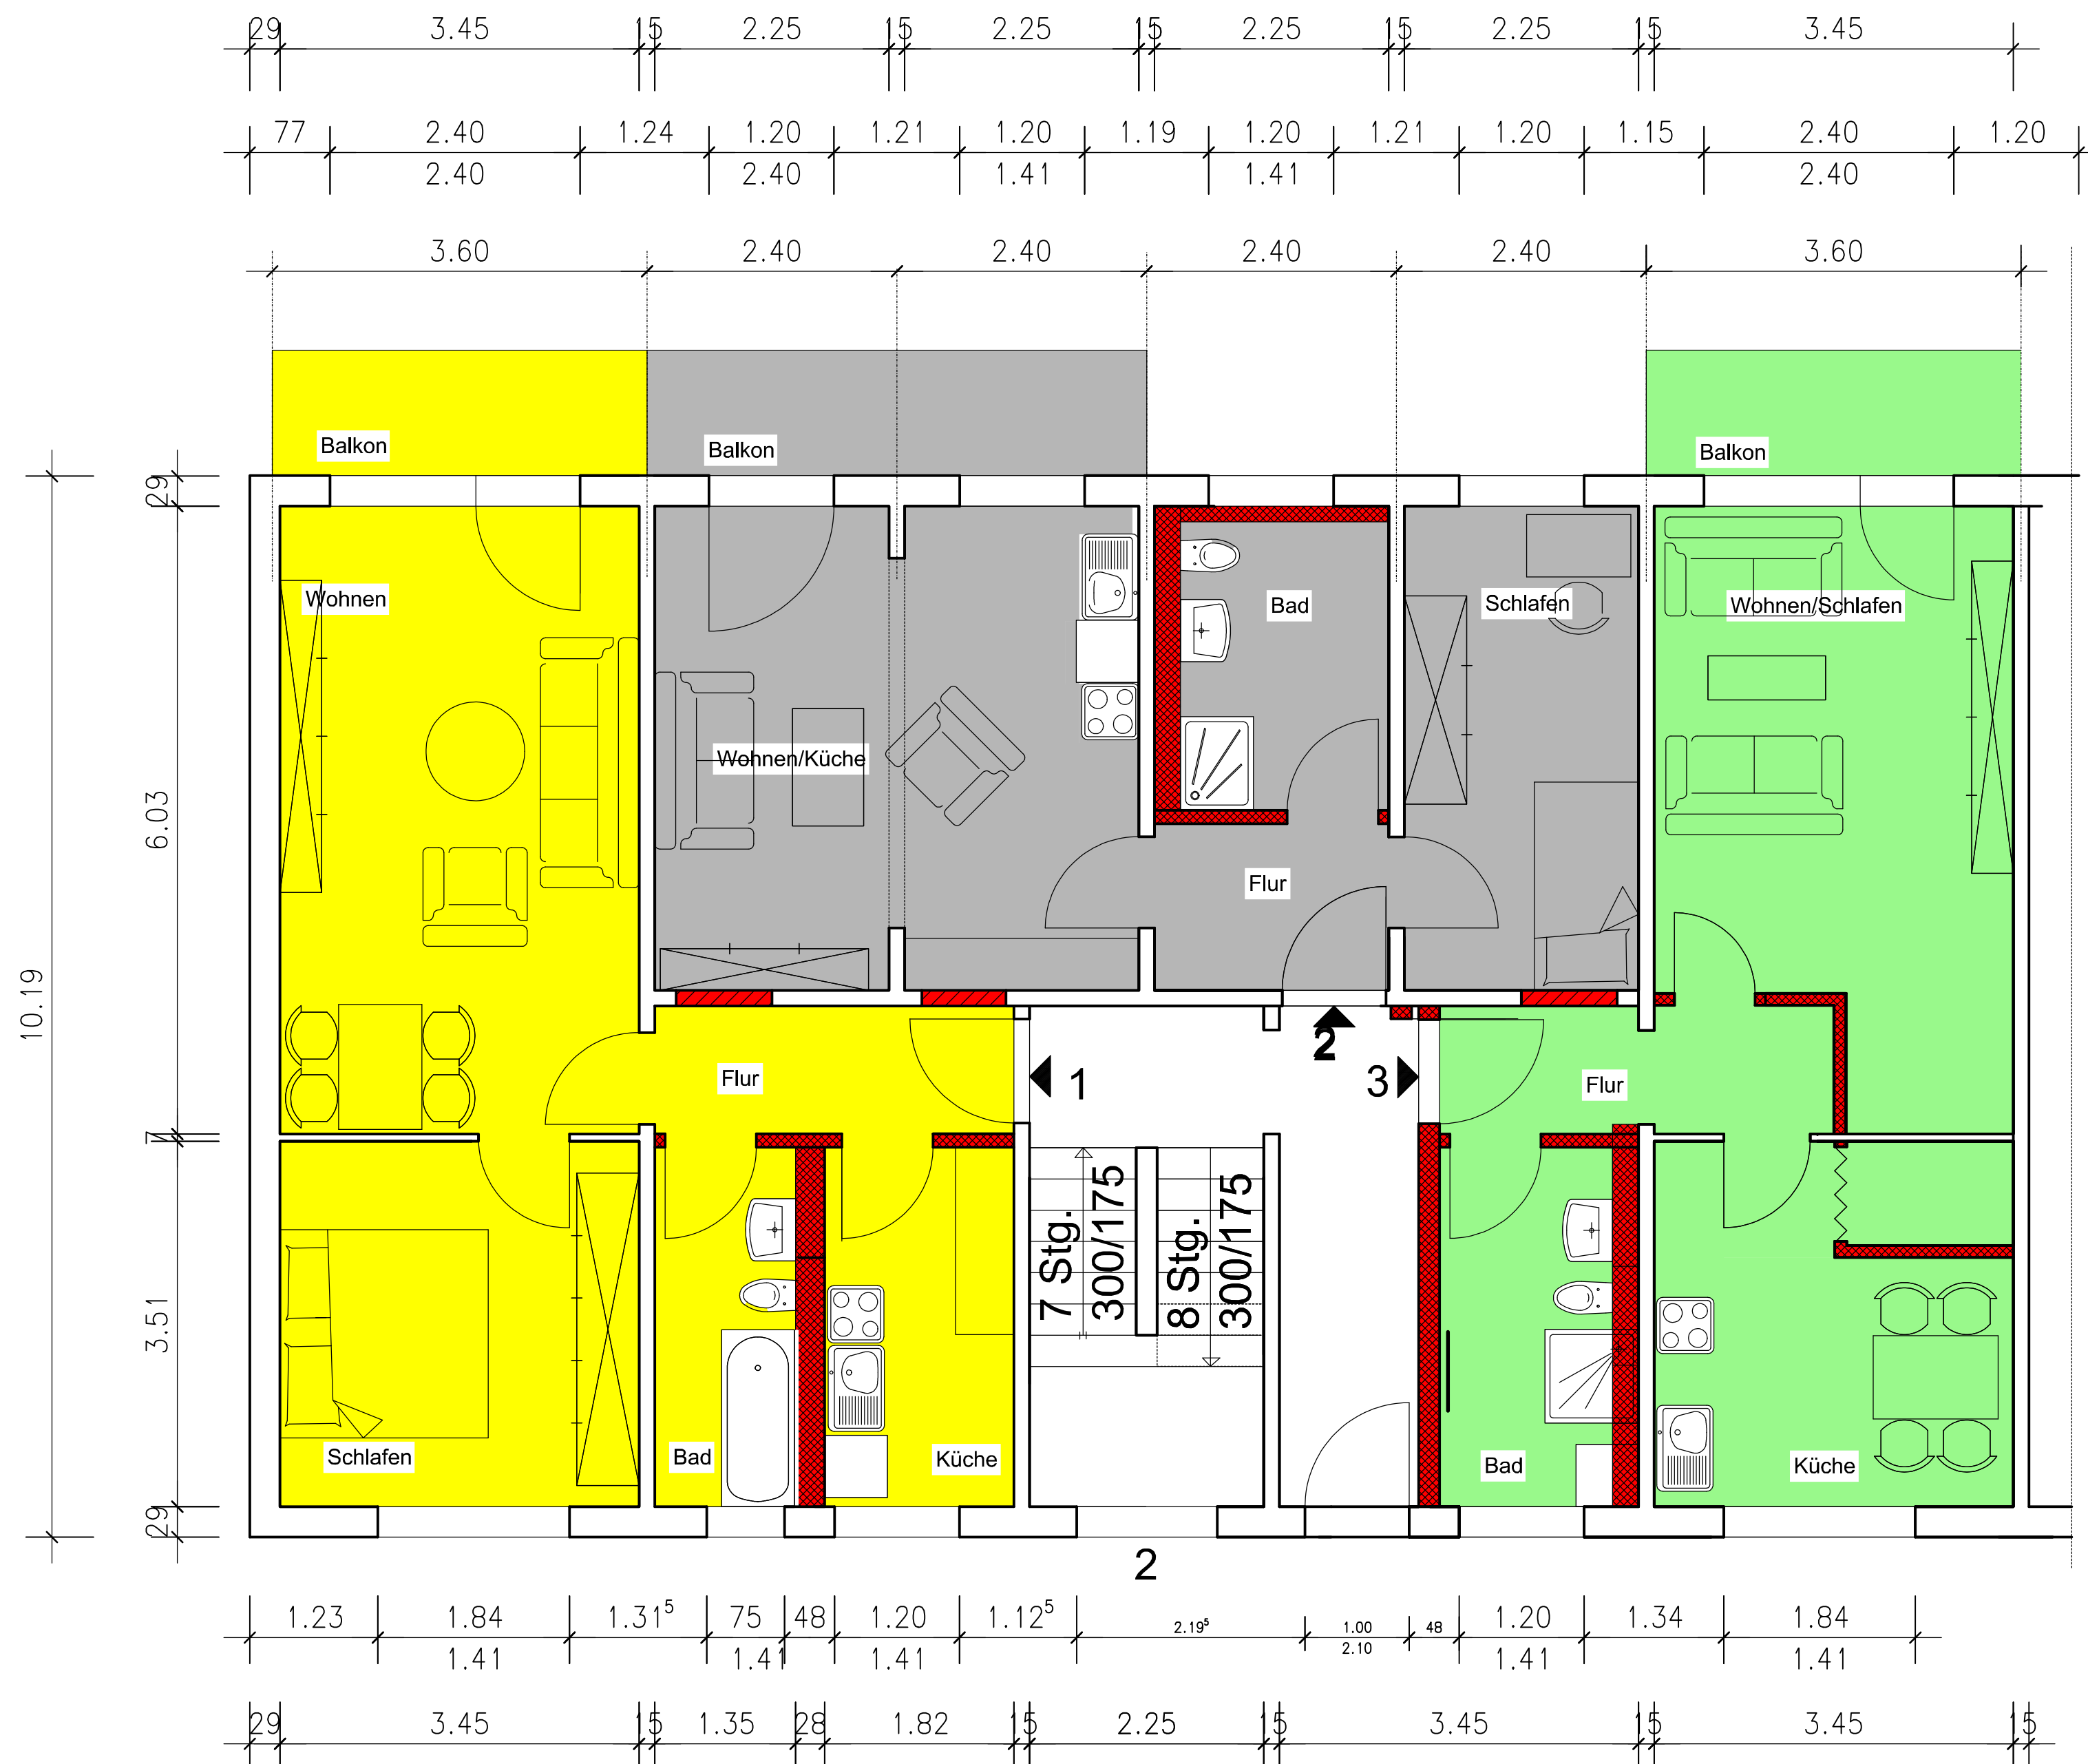 29 3.45 15 2.25 15 2.25 15 2.25 15 2.25 15 3.45
77 2.40 1.24 1.20 1.21 1.20 1.19 1.20 1.21 1.20 1.15 2.40 1.20
2.40 2.40 1.41 1.41 2.40
3.60 2.40 2.40 2.40 2.40 3.60
Balkon
Balkon
Balkon
29
Wohnen
Bad
Schlafen
Wohnen/Schlafen
Wohnen/Küche
6.03
Flur
10.19
2
Flur
1
3
Flur
7
7 Stg.
300/175
8 Stg.
300/175
3.51
Schlafen
Bad
Küche
Bad
Küche
29
2
1.23 1.84 1.31⁵ 75 48 1.20 1.12⁵ 2.19⁵ 1.00 48 1.20 1.34 1.84
1.41 1.41 1.41 2.10 1.41 1.41
29 3.45 15 1.35 28 1.82 15 2.25 15 3.45 15 3.45 15